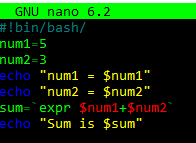 GNU nano 6.2
#!bin/bash/
num1=5
num2=3
echo "num1 = $num1"
echo "num2 = $num2"
sum=`expr $num1+$num2`
echo "Sum is $sum"